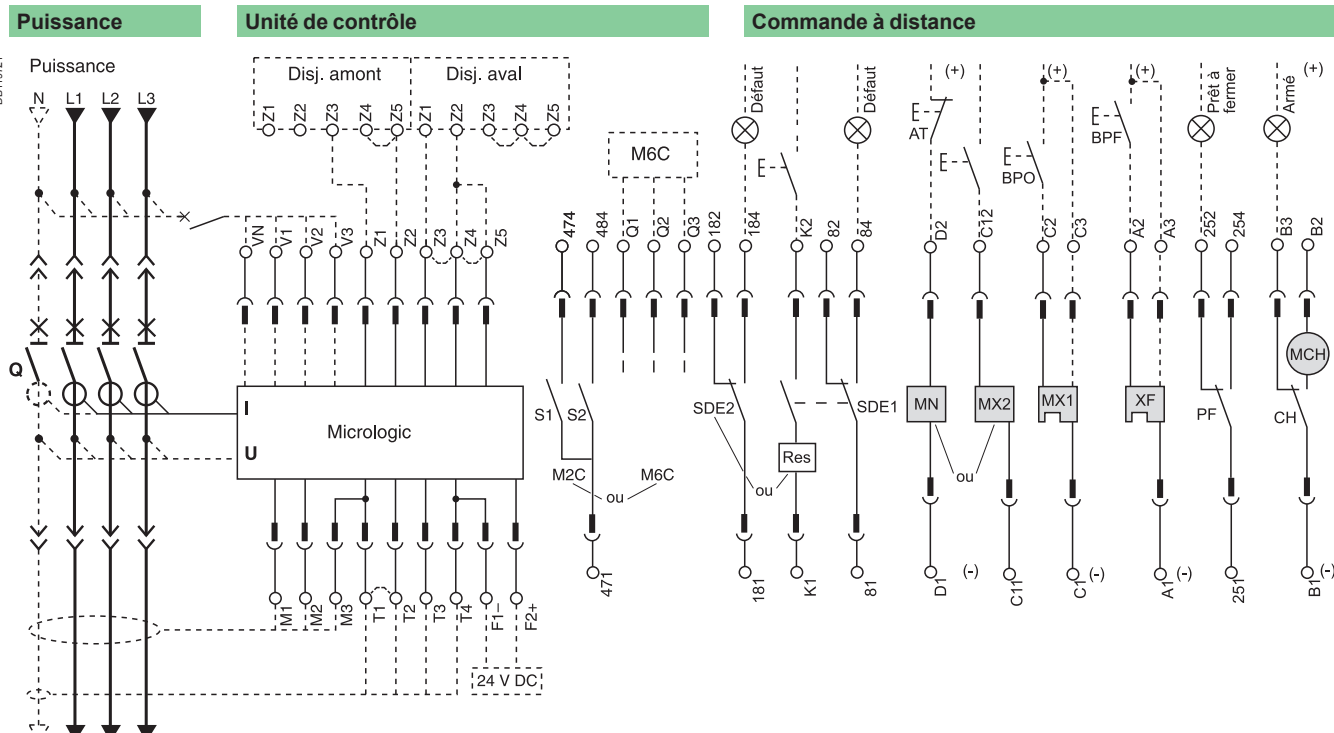 Puissance
Unité de contrôle
Commande à distance
Puissance
N L1 L2 L3
Disj. amont
Disj. aval
Z1 Z2 Z3 Z4 Z5 Z1 Z2 Z3 Z4 Z5
M6C
Défaut
Défaut
(+)
AT
(+)
BPO
(+)
BPF
Prêt à
fermer
Armé
(+)
VN V1 V2 V3 Z1 Z2 Z3 Z4 Z5
474 484 Q1 Q2 Q3 182 184 K2 82 84
D2 C12 C2 C3 A2 A3 252 254 B3 B2
Q
I
U
Micrologic
S1 S2
SDE2
SDE1
Res
MN
MX2
MX1
XF
PF
CH
MCH
M2C
ou
M6C
ou
ou
M1 M2 M3 T1 T2 T3 T4 F1– F2+
471
181 K1 81
D1 (-) C11 C1 (-) A1 (-) 251 B1 (-)
24 V DC